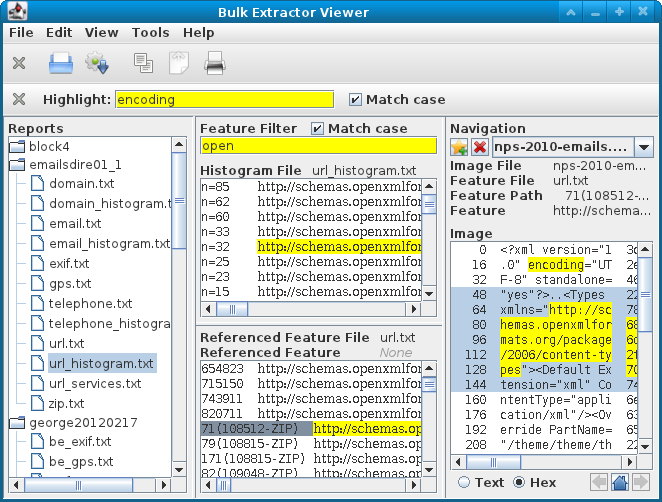 Bulk Extractor Viewer
File Edit View Tools Help
Highlight: encoding Match case
Reports
block4
emailsdire01_1
domain.txt
domain_histogram.t
email.txt
email_histogram.txt
exif.txt
gps.txt
telephone.txt
telephone_histogra
url.txt
url_histogram.txt
url_services.txt
zip.txt
george20120217
be_exif.txt
be_gps.txt
Feature Filter Match case
open
Histogram File url_histogram.txt
n=85 http://schemas.openxmlfor
n=62 http://schemas.openxmlfor
n=60 http://schemas.openxmlfor
n=33 http://schemas.openxmlfor
n=32 http://schemas.openxmlfor
n=25 http://schemas.openxmlfor
n=23 http://schemas.openxmlfor
n=15 http://schemas.openxmlfor
Referenced Feature File url.txt
Referenced Feature None
654823 http://schemas.openxmlfor
715150 http://schemas.openxmlfor
743911 http://schemas.openxmlfor
820711 http://schemas.openxmlfor
71(108512-ZIP) http://schemas.op
79(108815-ZIP) http://schemas.op
171(108815-ZIP) http://schemas.op
82(109048-ZIP) http://schemas.op
Navigation
nps-2010-emails....
Image File nps-2010-em...
Feature File url.txt
Feature Path 71(108512-...
Feature http://schema...
Image
0 <?xml version="1 3c
16 .0" encoding="UT 2e
32 F-8" standalone= 46
48 "yes"?>..<Types 22
64 xmlns="http://sc 78
80 hemas.openxmlfor 68
96 mats.org/package 6d
112 /2006/content-ty 2f
128 pes"><Default Ex 70
144 tension="xml" Co 74
160 ntentType="appli 6e
176 cation/xml"/><Ov 63
192 erride PartName= 65
208 "/theme/theme/th 22
Text Hex